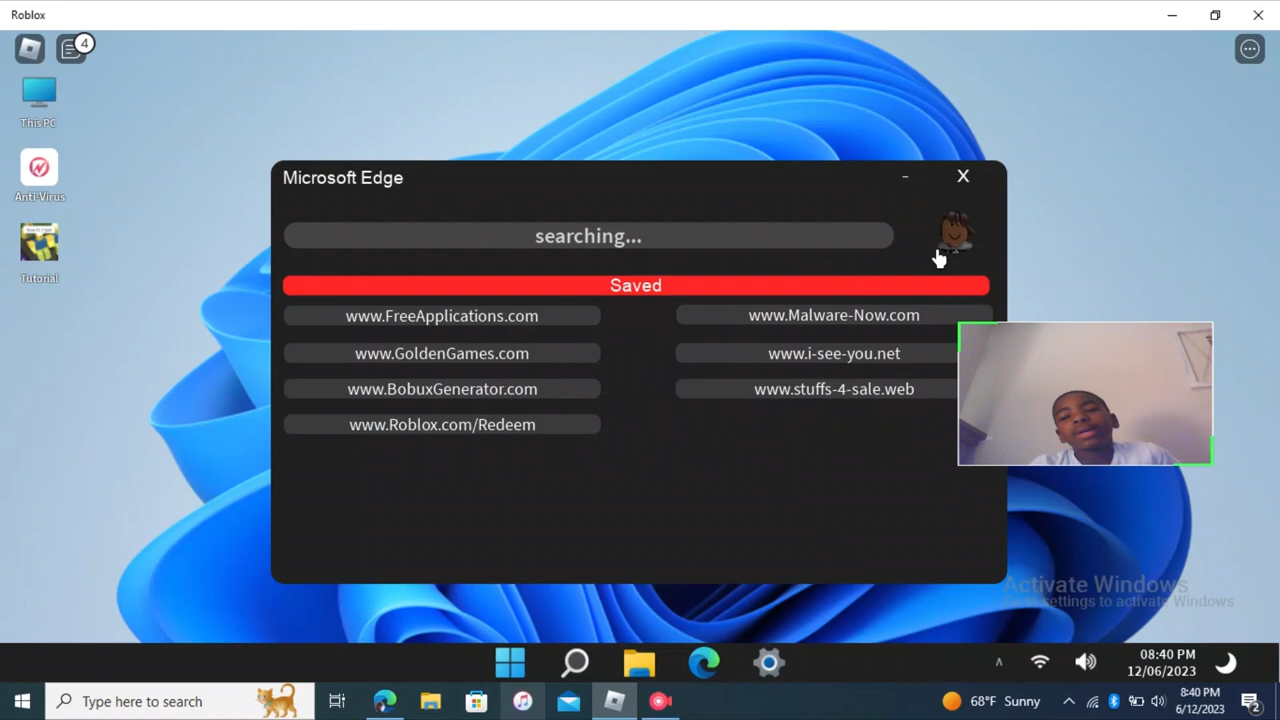 Roblox
4
This PC
Anti-Virus
Tutorial
Microsoft Edge
-
X
searching...
Saved
www.FreeApplications.com
www.Malware-Now.com
www.GoldenGames.com
www.i-see-you.net
www.BobuxGenerator.com
www.stuffs-4-sale.web
www.Roblox.com/Redeem
Activate Windows
settings to activate Windows
08:40 PM
12/06/2023
Type here to search
68°F Sunny
8:40 PM
6/12/2023
2